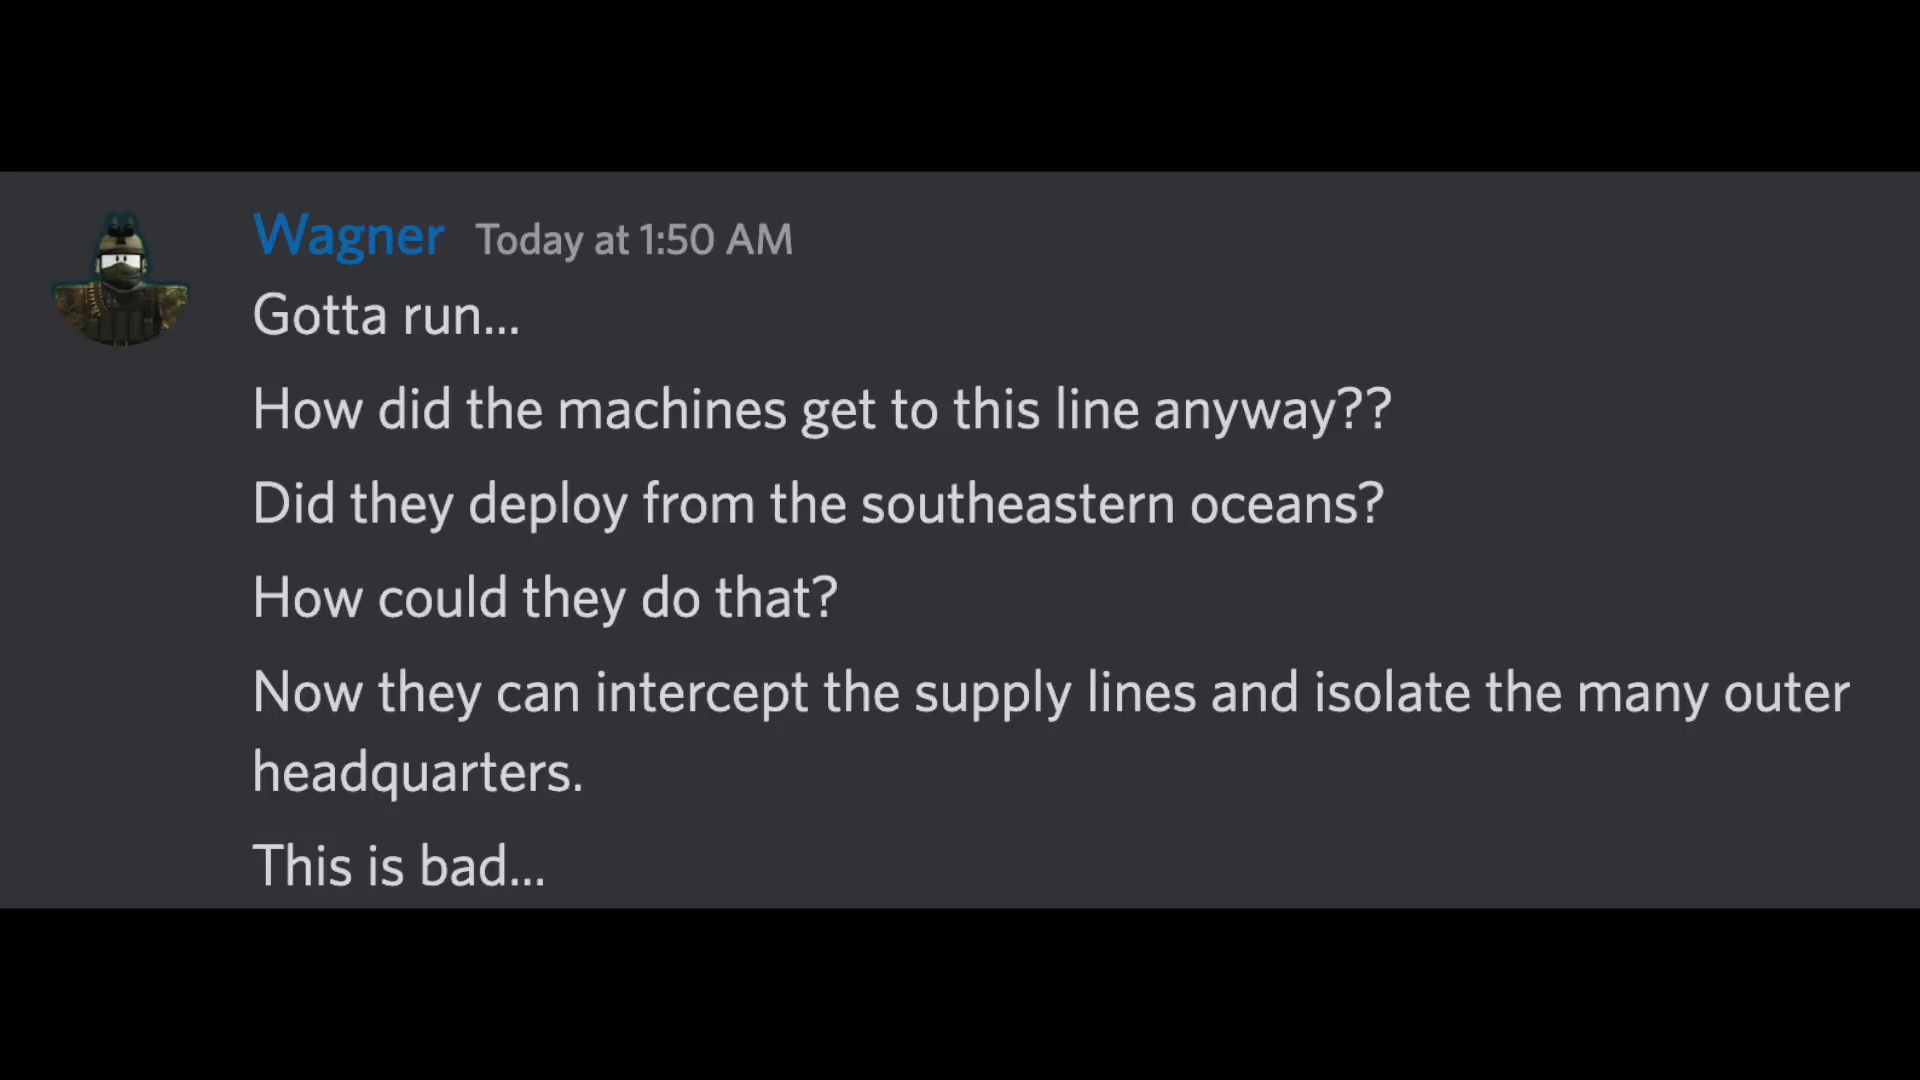 Wagner Today at 1:50 AM
Gotta run...
How did the machines get to this line anyway??
Did they deploy from the southeastern oceans?
How could they do that?
Now they can intercept the supply lines and isolate the many outer
headquarters.
This is bad...